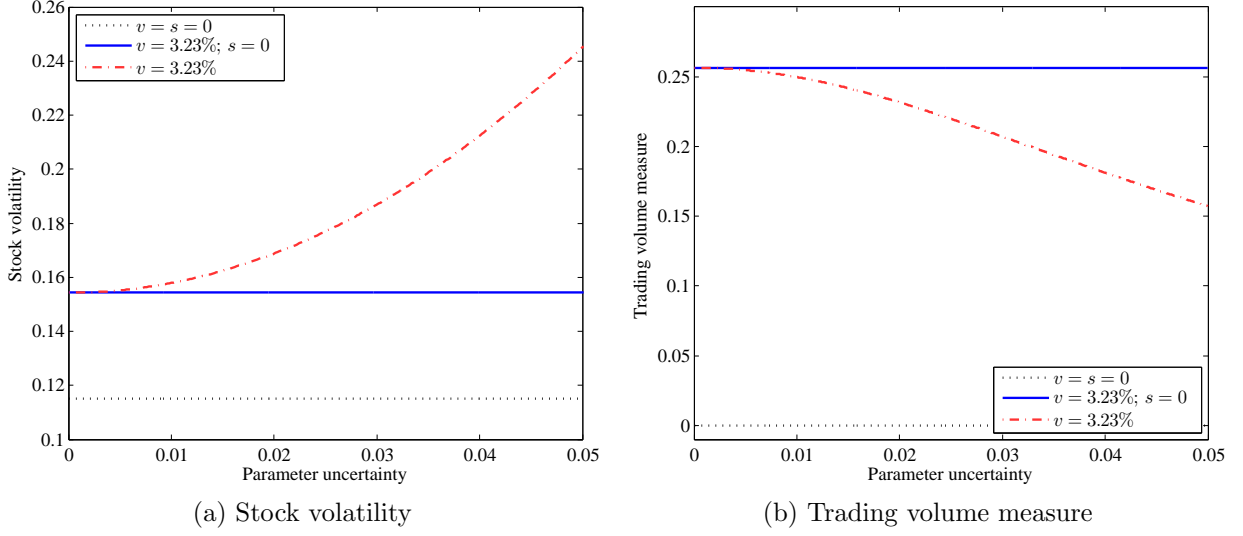 v = s = 0
v = 3.23%; s = 0
v = 3.23%
0.26
0.24
0.22
0.2
0.18
0.16
0.14
0.12
0.1
Stock volatility
0 0.01 0.02 0.03 0.04 0.05
Parameter uncertainty
(a) Stock volatility
0.25
0.2
0.15
0.1
0.05
0
Trading volume measure
v = s = 0
v = 3.23%; s = 0
v = 3.23%
0 0.01 0.02 0.03 0.04 0.05
Parameter uncertainty
(b) Trading volume measure